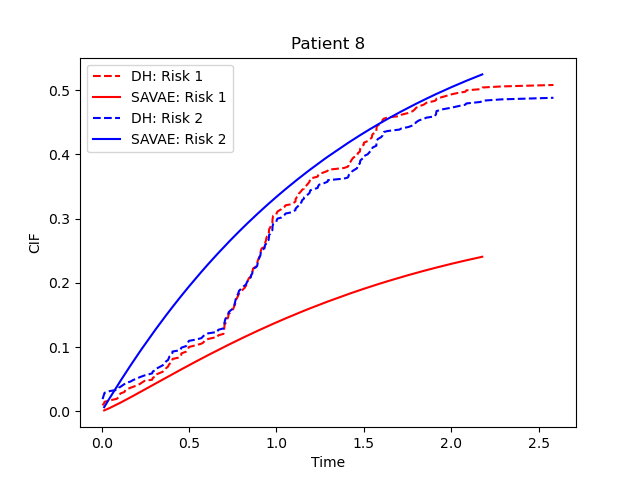 Patient 8
DH: Risk 1
SAVAE: Risk 1
DH: Risk 2
SAVAE: Risk 2
CIF
0.5
0.4
0.3
0.2
0.1
0.0
0.0 0.5 1.0 1.5 2.0 2.5
Time